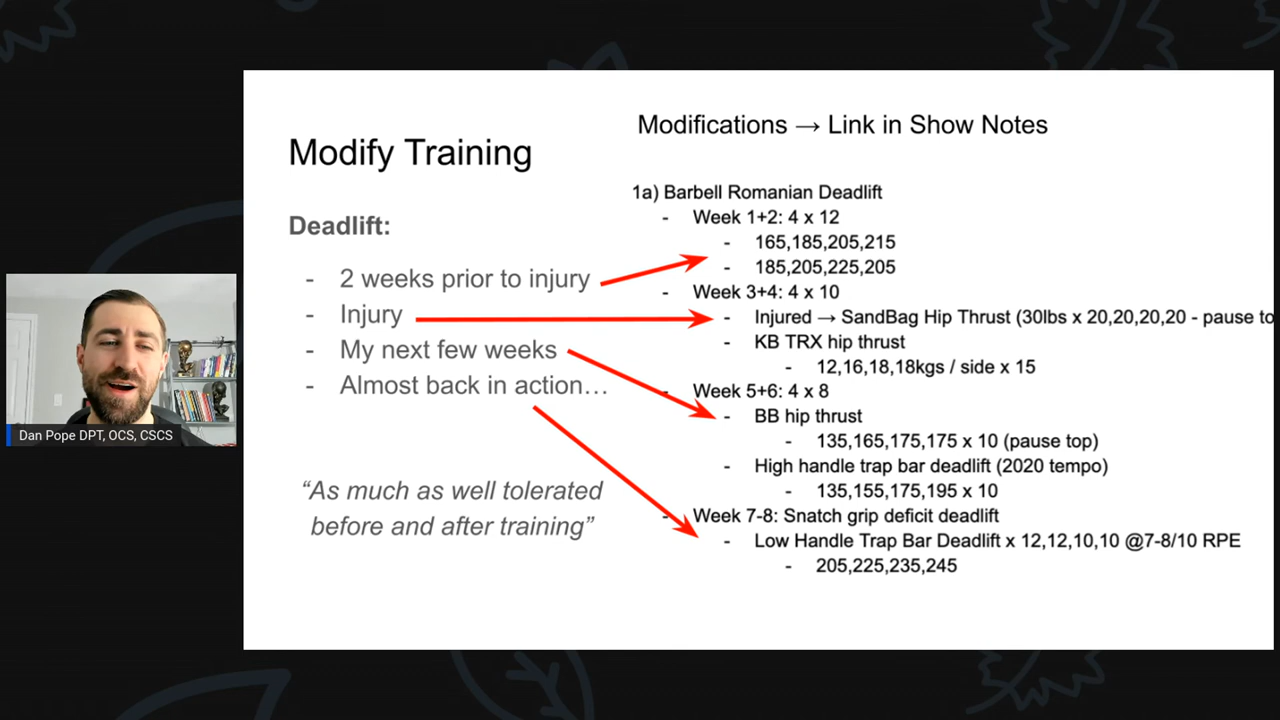 Modifications → Link in Show Notes
Modify Training
Deadlift:
- 2 weeks prior to injury
- Injury
- My next few weeks
- Almost back in action…
“As much as well tolerated
before and after training”
1a) Barbell Romanian Deadlift
- Week 1+2: 4 x 12
- 165,185,205,215
- 185,205,225,205
- Week 3+4: 4 x 10
- Injured → SandBag Hip Thrust (30lbs x 20,20,20,20 - pause to
- KB TRX hip thrust
- 12,16,18,18kgs / side x 15
- Week 5+6: 4 x 8
- BB hip thrust
- 135,165,175,175 x 10 (pause top)
- High handle trap bar deadlift (2020 tempo)
- 135,155,175,195 x 10
- Week 7-8: Snatch grip deficit deadlift
- Low Handle Trap Bar Deadlift x 12,12,10,10 @7-8/10 RPE
- 205,225,235,245
Dan Pope DPT, OCS, CSCS